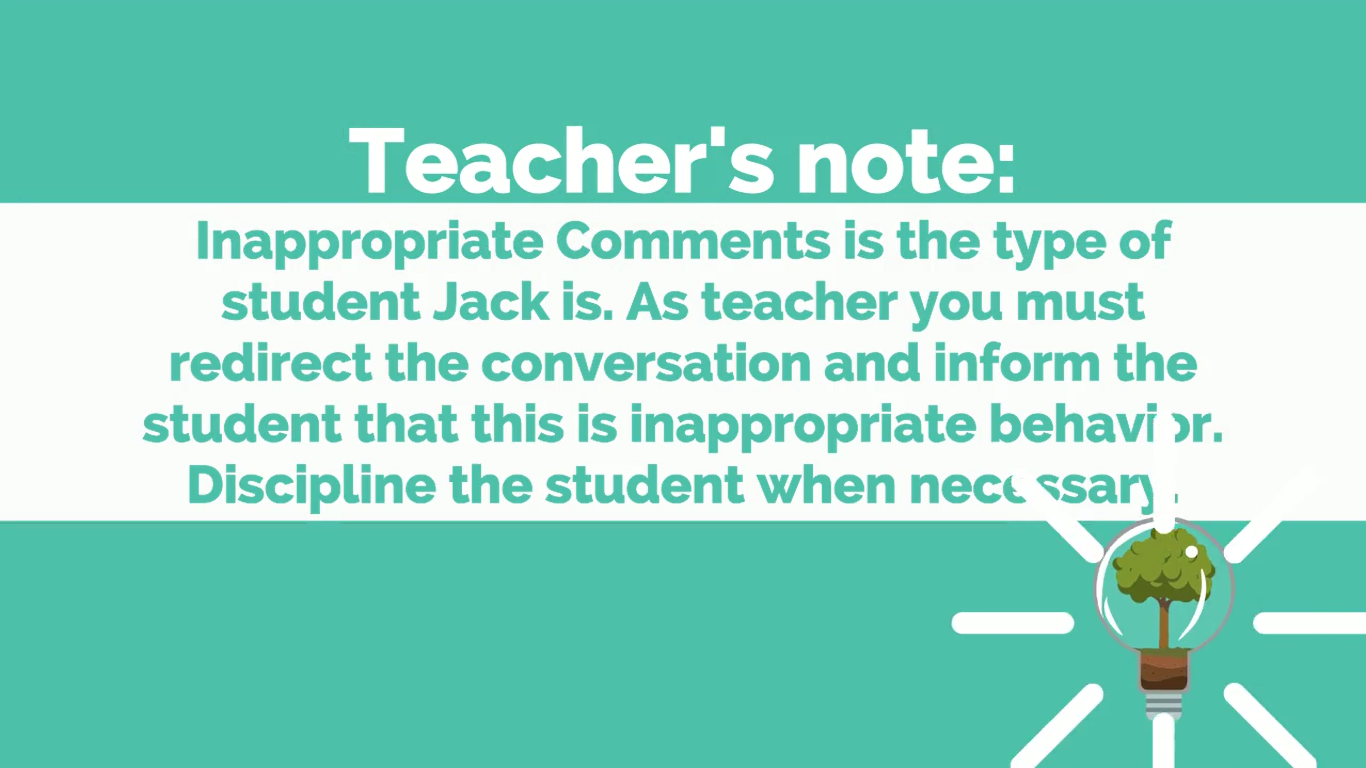 Teacher's note:
Inappropriate Comments is the type of
student Jack is. As teacher you must
redirect the conversation and inform the
student that this is inappropriate behavior.
Discipline the student when necessary.